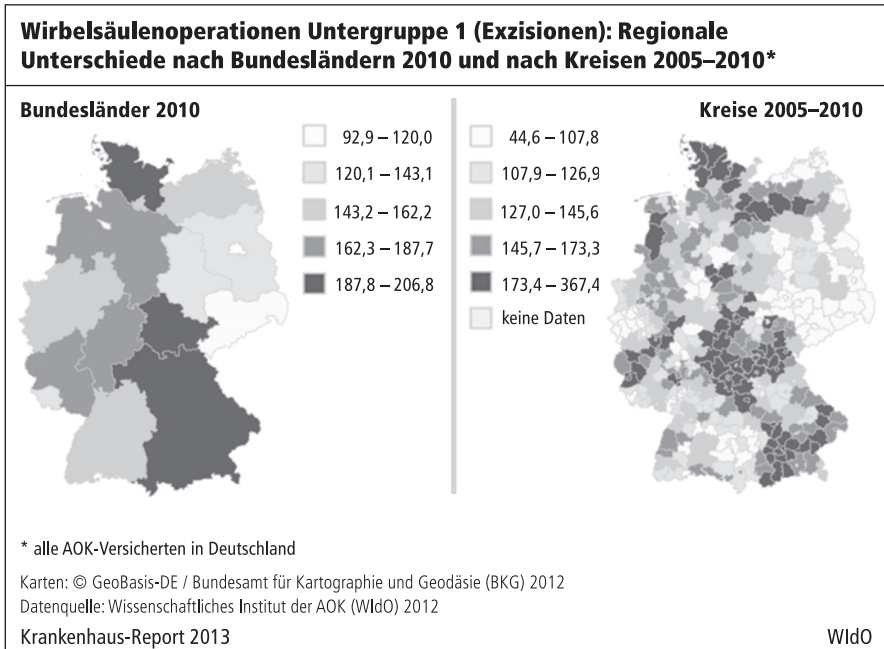 Wirbelsäulenoperationen Untergruppe 1 (Exzisionen): Regionale
Unterschiede nach Bundesländern 2010 und nach Kreisen 2005–2010*
Bundesländer 2010
92,9 – 120,0
120,1 – 143,1
143,2 – 162,2
162,3 – 187,7
187,8 – 206,8
Kreise 2005–2010
44,6 – 107,8
107,9 – 126,9
127,0 – 145,6
145,7 – 173,3
173,4 – 367,4
keine Daten
* alle AOK-Versicherten in Deutschland
Karten: © GeoBasis-DE / Bundesamt für Kartographie und Geodäsie (BKG) 2012
Datenquelle: Wissenschaftliches Institut der AOK (WIdO) 2012
Krankenhaus-Report 2013
WIdO